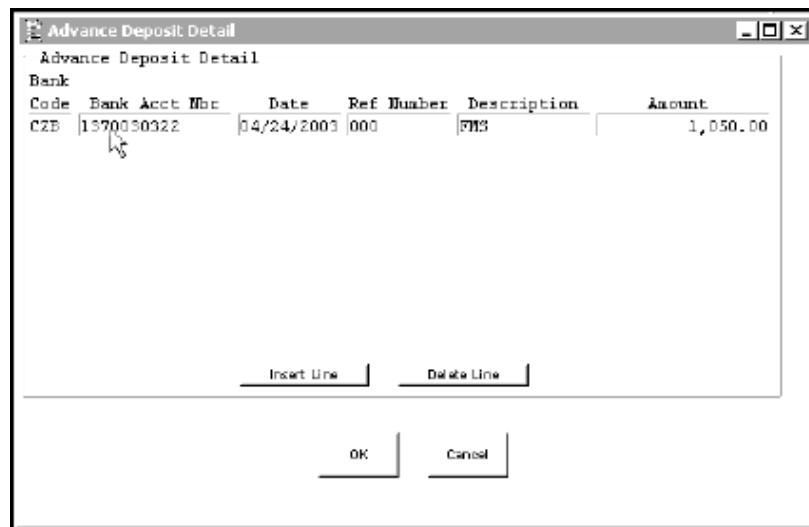 Advance Deposit Detail
Advance Deposit Detail
Bank
Code Bank Acct Nbr Date Ref Number Description Amount
CZB 1370030322 04/24/2003 000 FMS 1,050.00
Insert Line Delete Line
OK Cancel